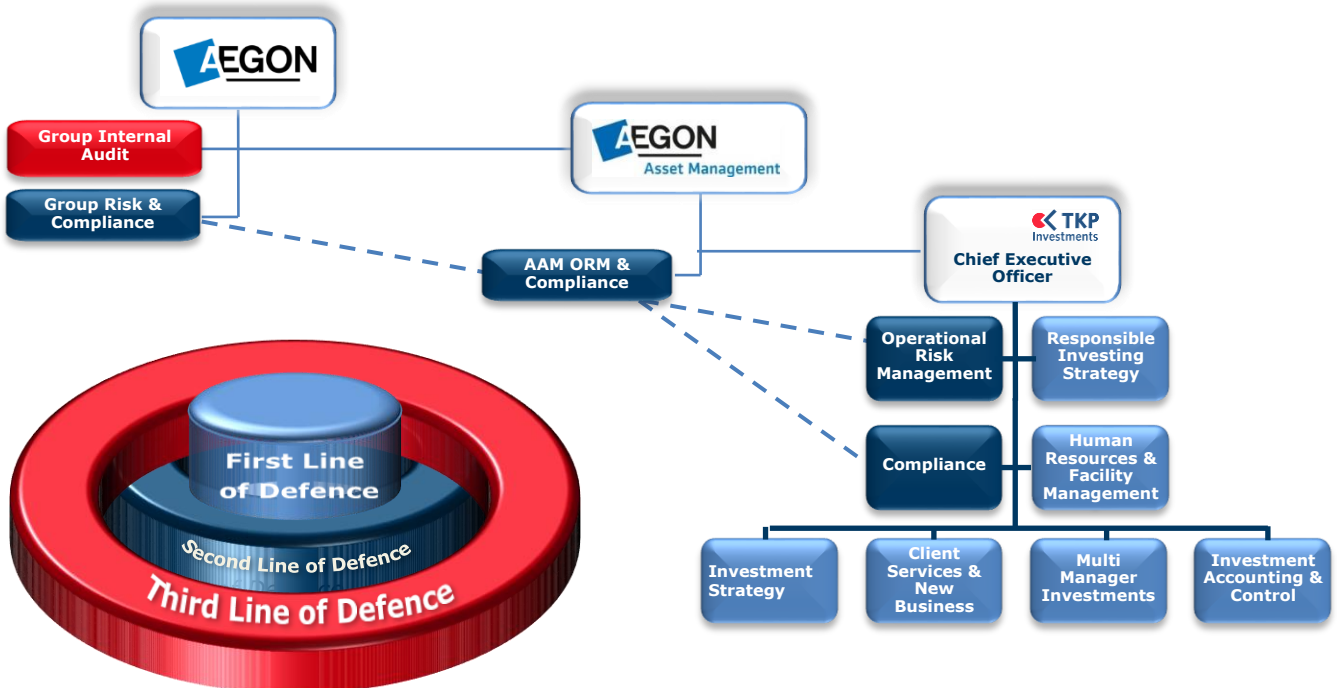 AEGON
Group Internal
Audit
Group Risk &
Compliance
AEGON
Asset Management
AAM ORM &
Compliance
TKP
Investments
Chief Executive
Officer
Operational
Risk
Management
Responsible
Investing
Strategy
Compliance
Human
Resources &
Facility
Management
Investment
Strategy
Client
Services &
New
Business
Multi
Manager
Investments
Investment
Accounting &
Control
First Line
of Defence
Second Line of Defence
Third Line of Defence